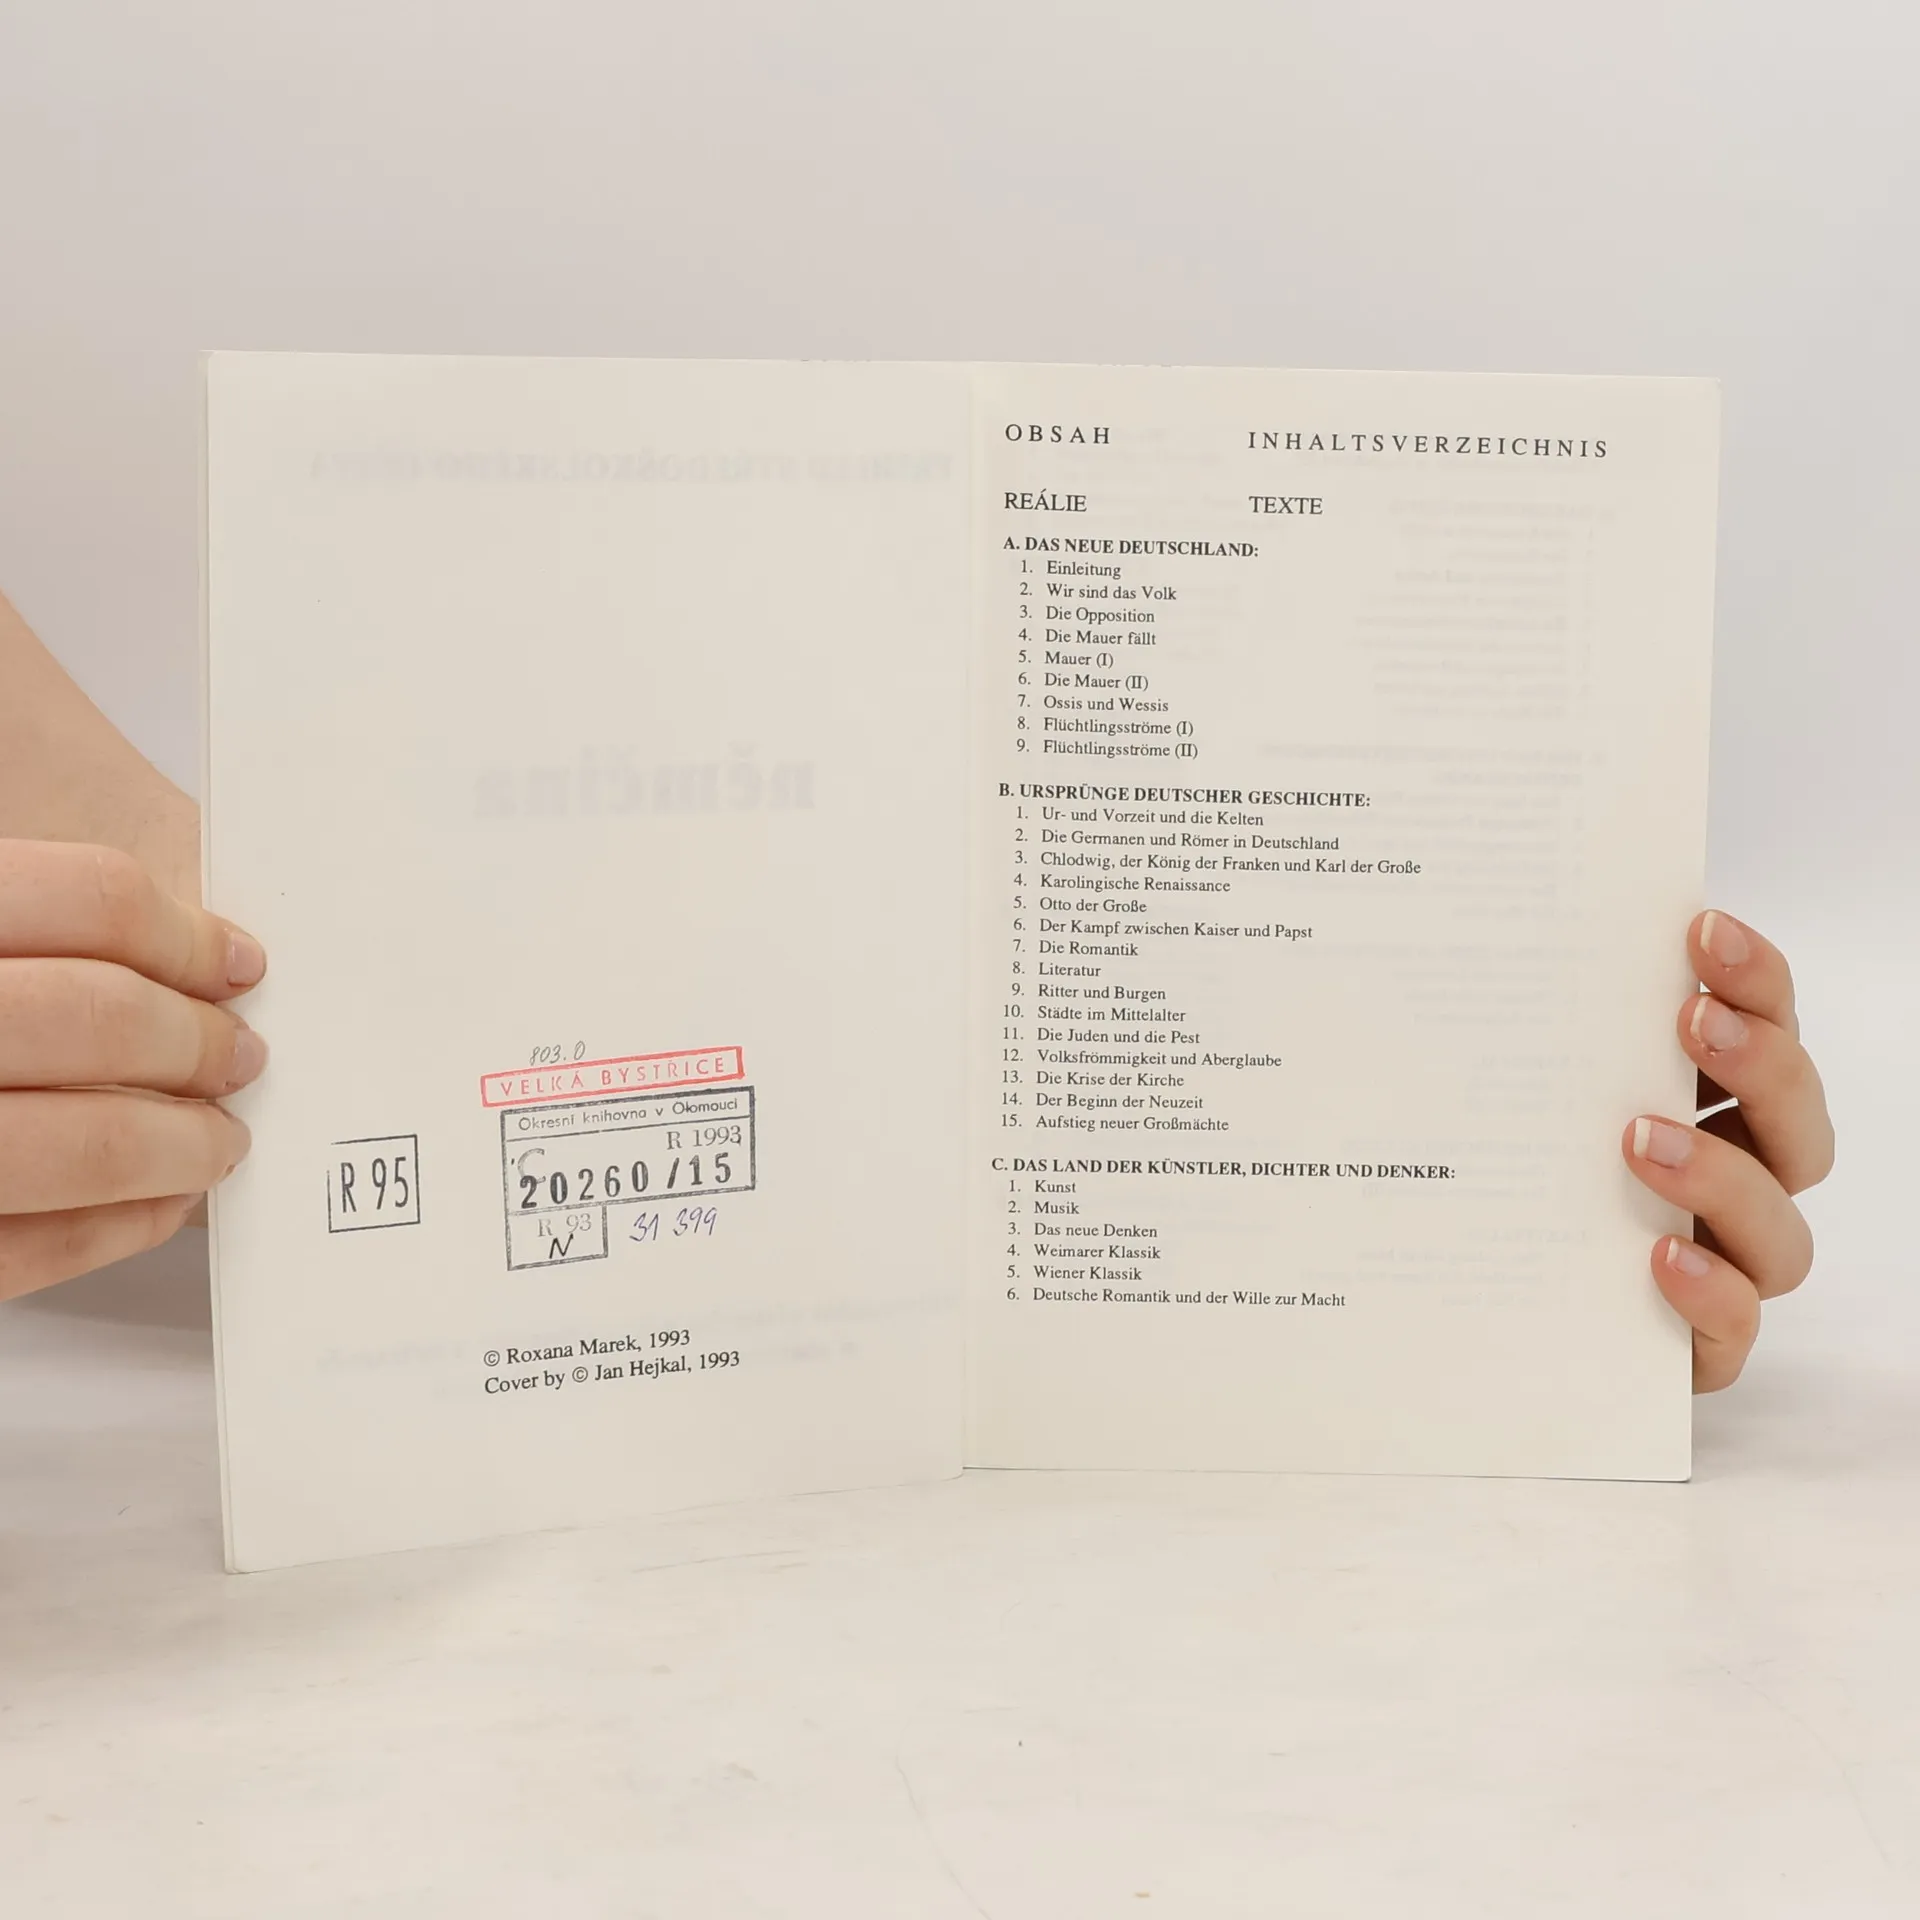 803.0
VELKÁ BYSTŘICE
Okresní knihovna v Olomouci
R 1993
20260/15
R 93
N
31 399
R 95
© Roxana Marek, 1993
Cover by © Jan Hejkal, 1993
OBSAH INHALTSVERZEICHNIS
REÁLIE TEXTE
A. DAS NEUE DEUTSCHLAND:
1. Einleitung
2. Wir sind das Volk
3. Die Opposition
4. Die Mauer fällt
5. Mauer (I)
6. Die Mauer (II)
7. Ossis und Wessis
8. Flüchtlingsströme (I)
9. Flüchtlingsströme (II)
B. URSPRÜNGE DEUTSCHER GESCHICHTE:
1. Ur- und Vorzeit und die Kelten
2. Die Germanen und Römer in Deutschland
3. Chlodwig, der König der Franken und Karl der Große
4. Karolingische Renaissance
5. Otto der Große
6. Der Kampf zwischen Kaiser und Papst
7. Die Romantik
8. Literatur
9. Ritter und Burgen
10. Städte im Mittelalter
11. Die Juden und die Pest
12. Volksfrömmigkeit und Aberglaube
13. Die Krise der Kirche
14. Der Beginn der Neuzeit
15. Aufstieg neuer Großmächte
C. DAS LAND DER KÜNSTLER, DICHTER UND DENKER:
1. Kunst
2. Musik
3. Das neue Denken
4. Weimarer Klassik
5. Wiener Klassik
6. Deutsche Romantik und der Wille zur Macht